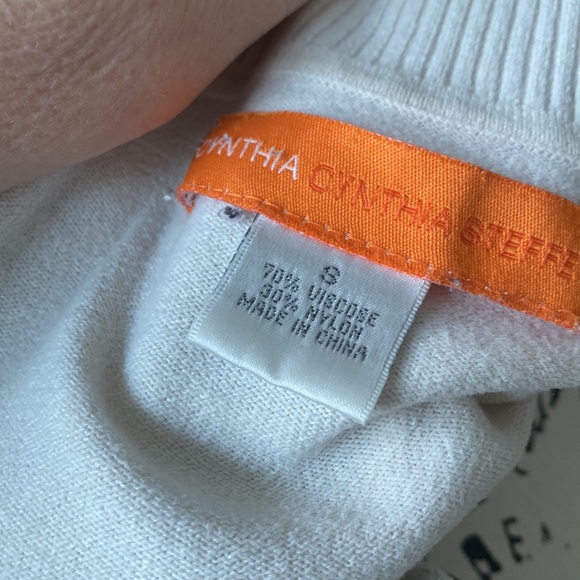 CYNTHIA CYNTHIA STEFFE
S
70% VISCOSE
30% NYLON
MADE IN CHINA